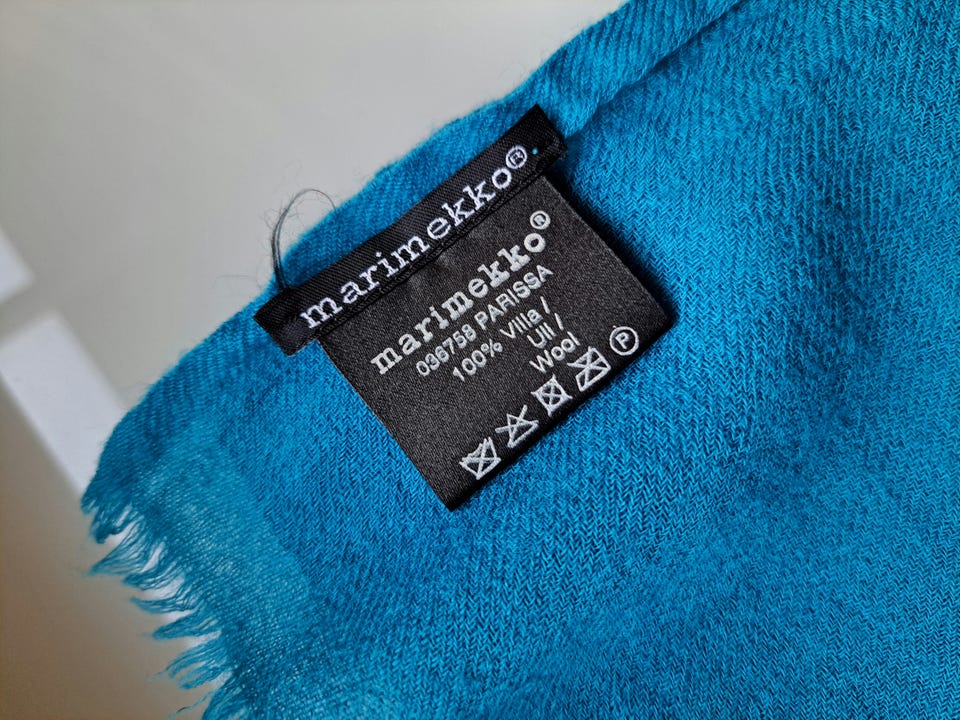 marimekko®
marimekko®
036758 PARISSA
100% Villa /
Ull /
Wool
P